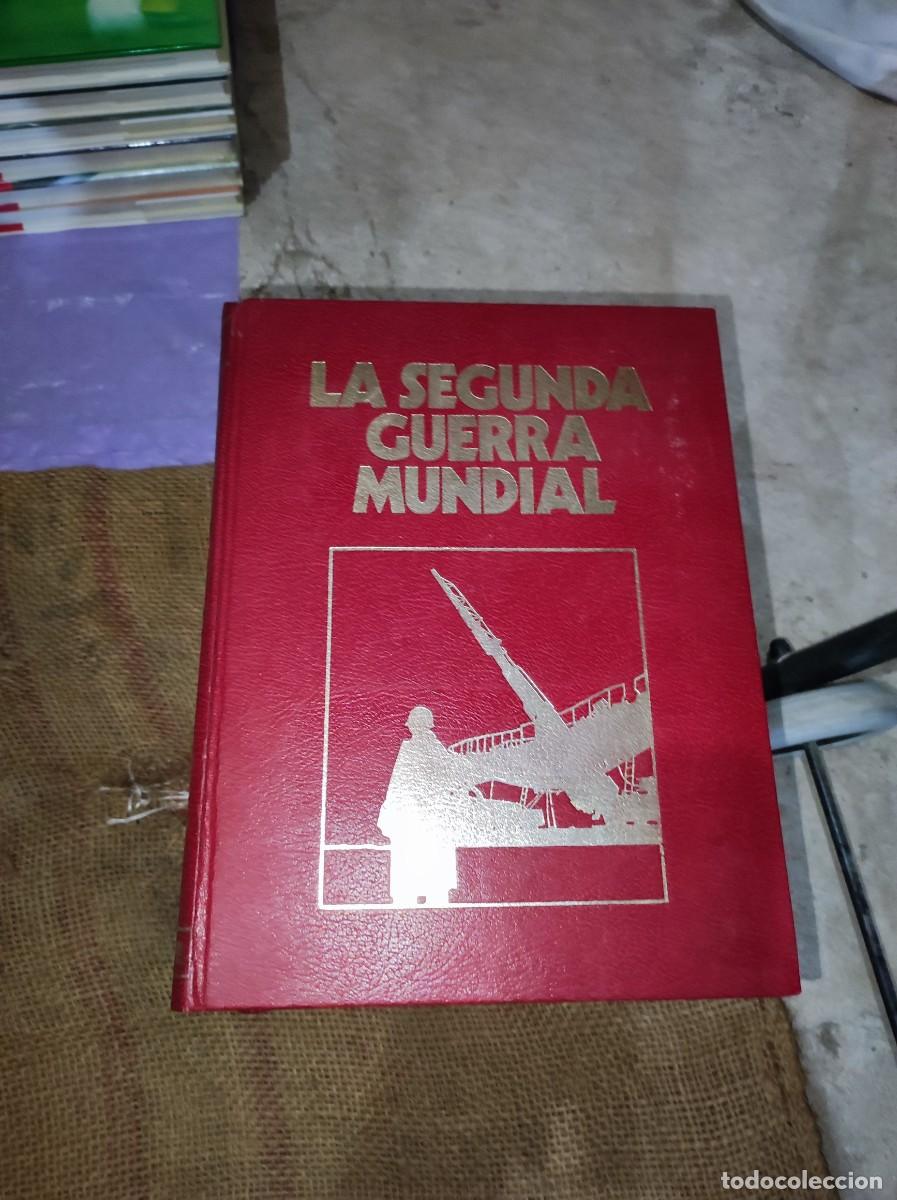 LA SEGUNDA
GUERRA
MUNDIAL
todocoleccion